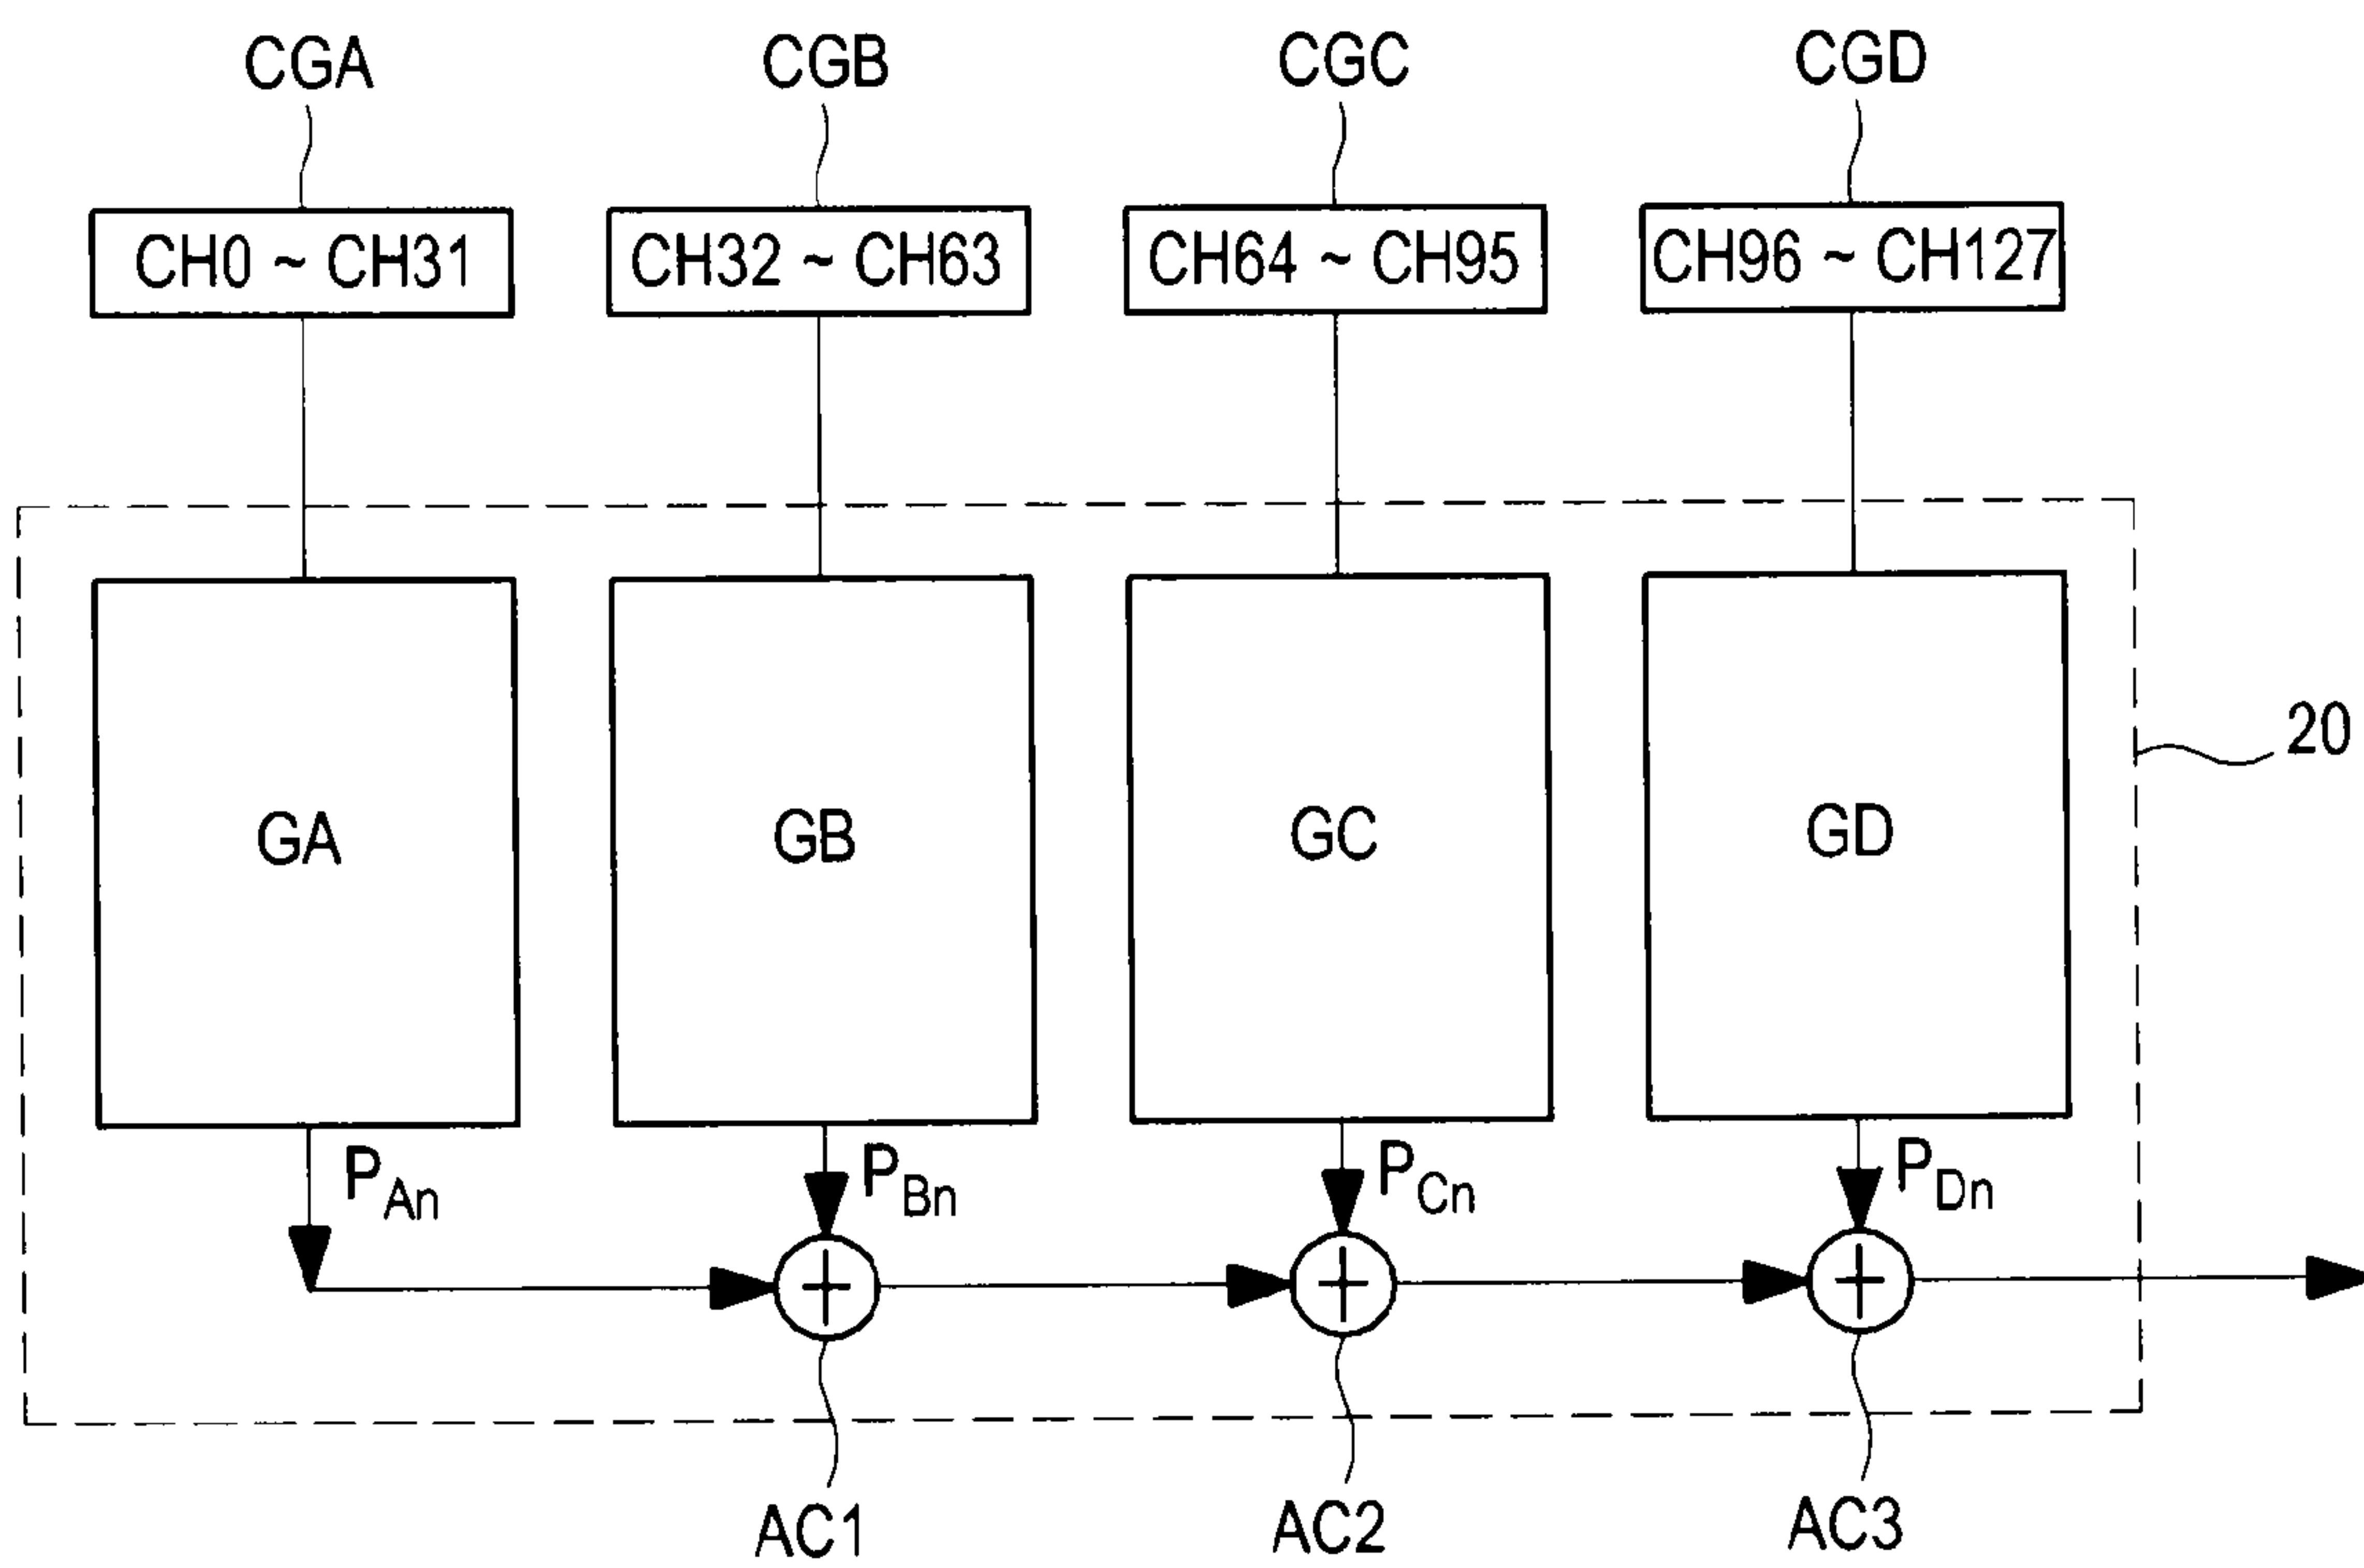 CGA CGB CGC CGD
CH0 ~ CH31 CH32 ~ CH63 CH64 ~ CH95 CH96 ~ CH127
20
GA GB GC GD
PAn PBn PCn PDn
AC1 AC2 AC3